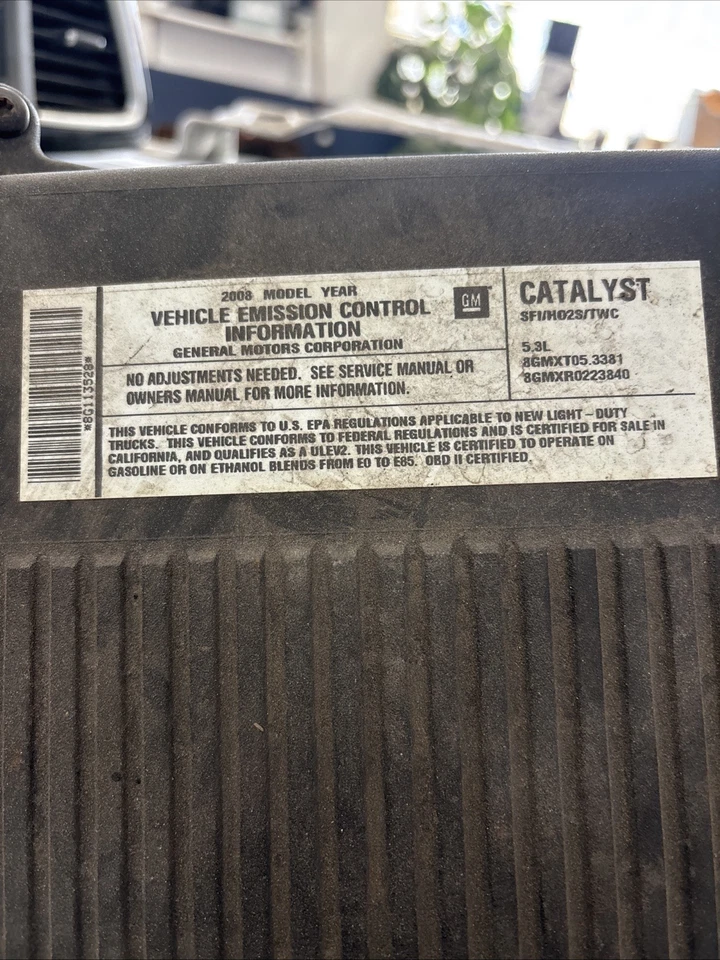 *8G113528*
2008 MODEL YEAR
VEHICLE EMISSION CONTROL
INFORMATION
GENERAL MOTORS CORPORATION
GM
NO ADJUSTMENTS NEEDED. SEE SERVICE MANUAL OR
OWNERS MANUAL FOR MORE INFORMATION.
CATALYST
SFI/HO2S/TWC
5.3L
8GMXT05.3381
8GMXR0223840
THIS VEHICLE CONFORMS TO U.S. EPA REGULATIONS APPLICABLE TO NEW LIGHT - DUTY
TRUCKS. THIS VEHICLE CONFORMS TO FEDERAL REGULATIONS AND IS CERTIFIED FOR SALE IN
CALIFORNIA, AND QUALIFIES AS A ULEV2. THIS VEHICLE IS CERTIFIED TO OPERATE ON
GASOLINE OR ON ETHANOL BLENDS FROM E0 TO E85. OBD II CERTIFIED.